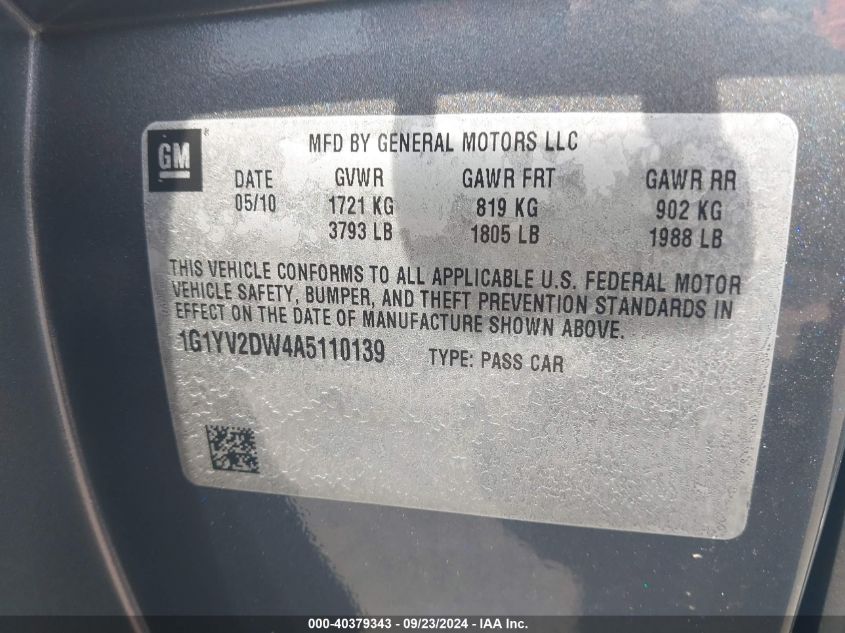 GM
MFD BY GENERAL MOTORS LLC
DATE GVWR GAWR FRT GAWR RR
05/10 1721 KG 819 KG 902 KG
3793 LB 1805 LB 1988 LB
THIS VEHICLE CONFORMS TO ALL APPLICABLE U.S. FEDERAL MOTOR
VEHICLE SAFETY, BUMPER, AND THEFT PREVENTION STANDARDS IN
EFFECT ON THE DATE OF MANUFACTURE SHOWN ABOVE.
1G1YV2DW4A5110139 TYPE: PASS CAR
000-40379343 / 09/23/2024 - IAA Inc.